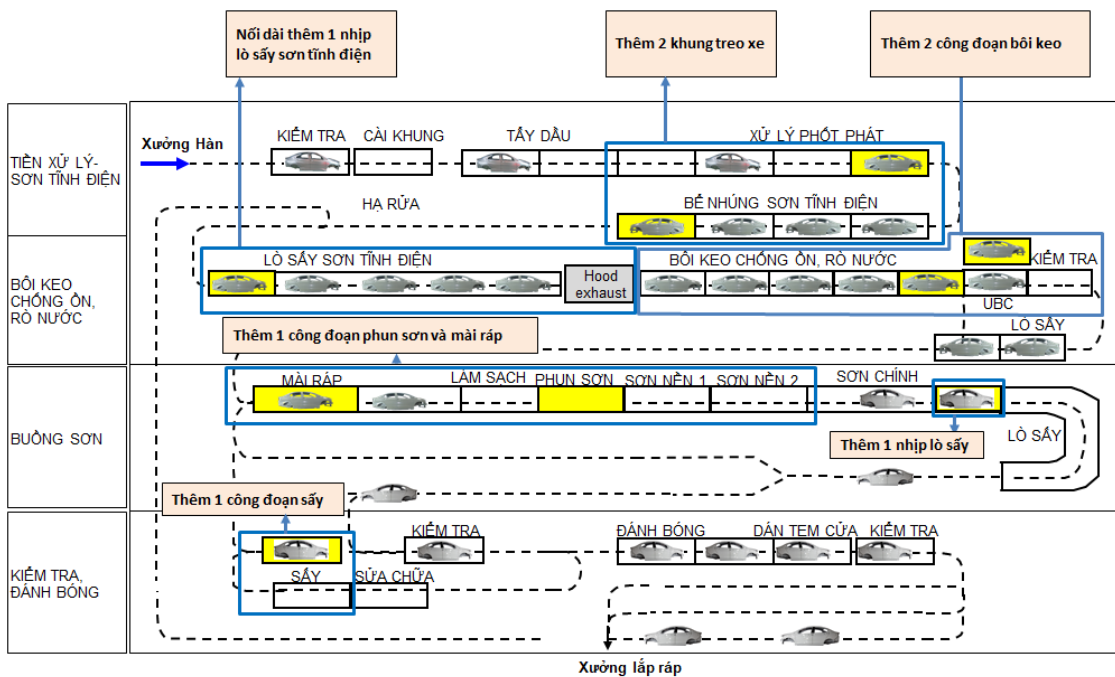 Nối dài thêm 1 nhịp
lò sấy sơn tĩnh điện
Thêm 2 khung treo xe
Thêm 2 công đoạn bôi keo
TIỀN XỬ LÝ-
SƠN TĨNH ĐIỆN
Xưởng Hàn
KIỂM TRA
CÀI KHUNG
TẨY DẦU
XỬ LÝ PHỐT PHÁT
HẠ RỬA
BỂ NHÚNG SƠN TĨNH ĐIỆN
BÔI KEO
CHỐNG ỒN,
RÒ NƯỚC
LÒ SẤY SƠN TĨNH ĐIỆN
Hood
exhaust
BÔI KEO CHỐNG ỒN, RÒ NƯỚC
KIỂM TRA
UBC
LÒ SẤY
Thêm 1 công đoạn phun sơn và mài ráp
BUỒNG SƠN
MÀI RÁP
LÀM SẠCH
PHUN SƠN
SƠN NỀN 1
SƠN NỀN 2
SƠN CHÍNH
LÒ SẤY
Thêm 1 nhịp lò sấy
Thêm 1 công đoạn sấy
KIỂM TRA,
ĐÁNH BÓNG
KIỂM TRA
ĐÁNH BÓNG
DÁN TEM CỬA
KIỂM TRA
SẤY
SỬA CHỮA
Xưởng lắp ráp